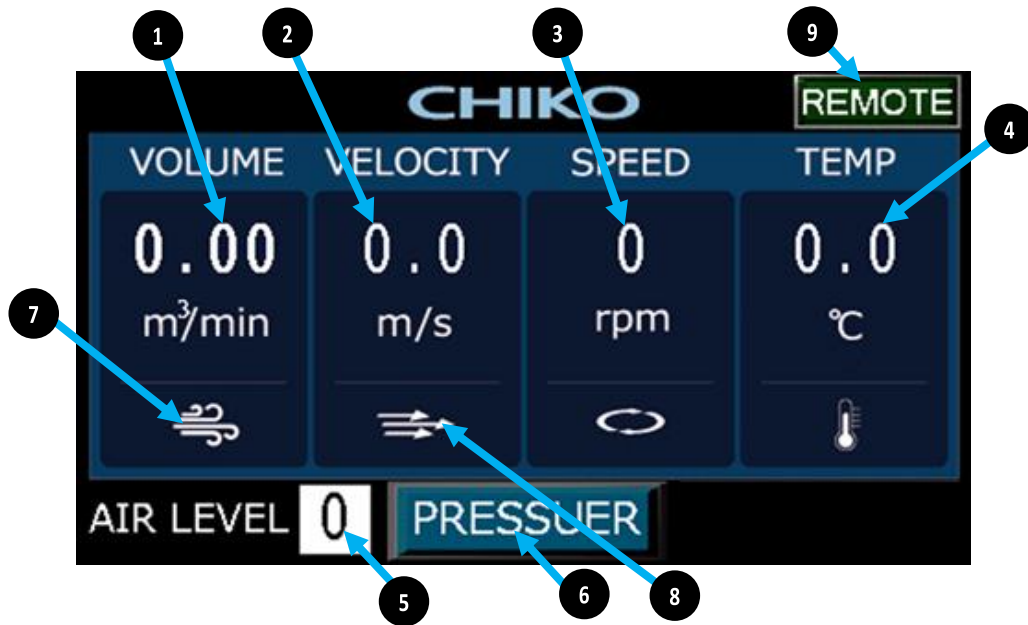 1 2 3 9
CHIKO REMOTE
4
VOLUME VELOCITY SPEED TEMP
0.00 0.0 0 0.0
7
m³/min m/s rpm ℃
AIR LEVEL 0 PRESSUER
5 6 8